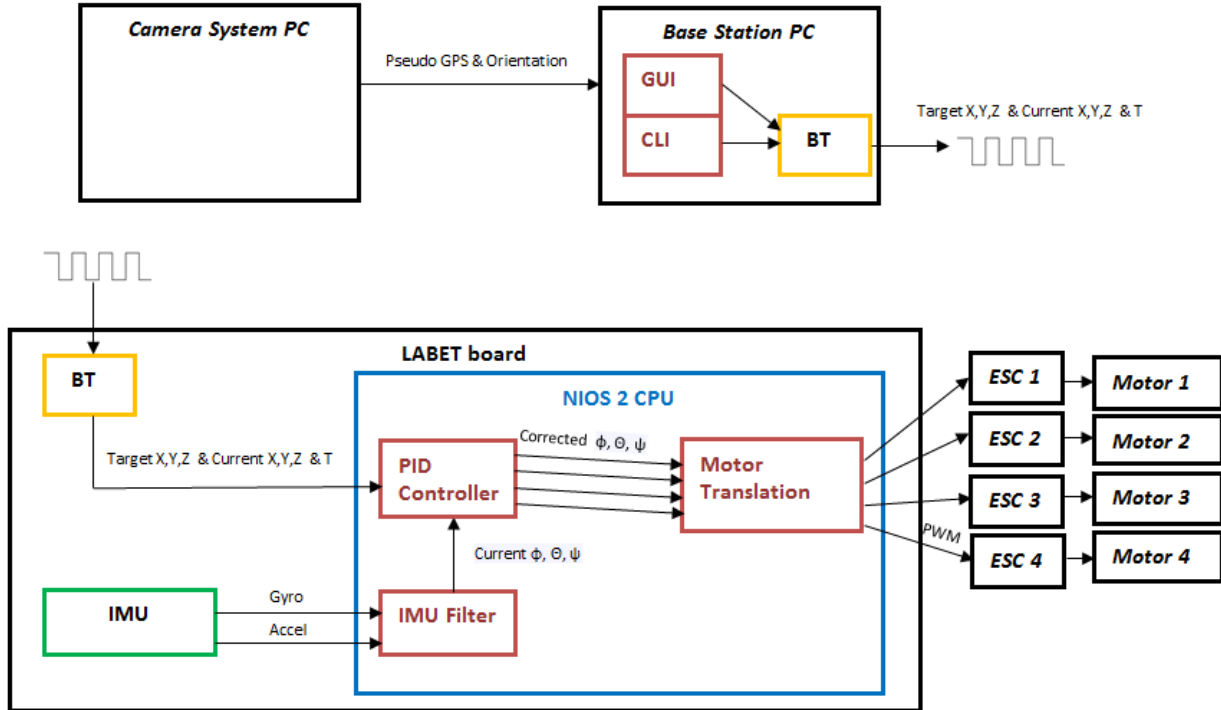 Camera System PC
Base Station PC
Pseudo GPS & Orientation
GUI
CLI
BT
Target X,Y,Z & Current X,Y,Z & T
LABET board
BT
NIOS 2 CPU
Target X,Y,Z & Current X,Y,Z & T
PID
Controller
Corrected ϕ, Θ, ψ
Motor
Translation
Current ϕ, Θ, ψ
IMU
Gyro
Accel
IMU Filter
PWM
ESC 1
Motor 1
ESC 2
Motor 2
ESC 3
Motor 3
ESC 4
Motor 4